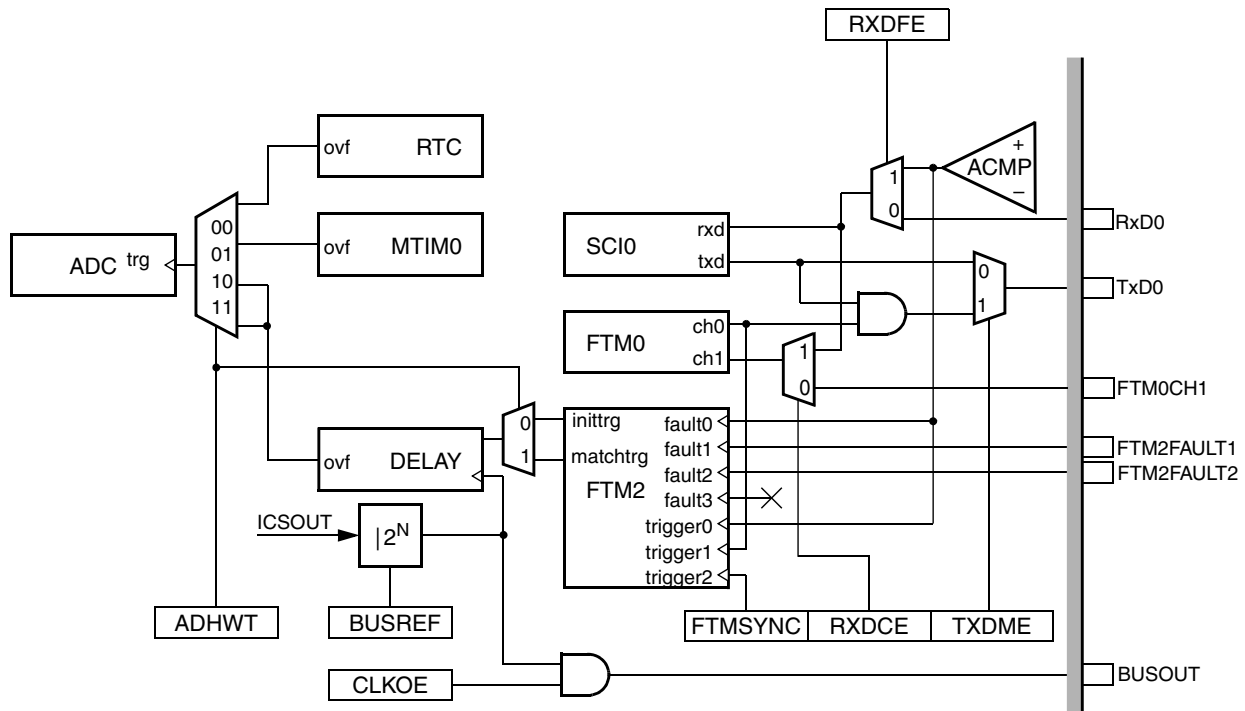 RXDFE
ovf RTC
+
ACMP
−
1
0
RxD0
00
01
10
11
ovf MTIM0
ADC trg
SCI0
rxd
txd
0
1
TxD0
FTM0
ch0
ch1
1
0
FTM0CH1
0
1
inittrg
matchtrg
FTM2
fault0
fault1
fault2
fault3
trigger0
trigger1
trigger2
FTM2FAULT1
FTM2FAULT2
ovf DELAY
ICSOUT
|2^N
ADHWT
BUSREF
FTMSYNC RXDCE TXDME
CLKOE
BUSOUT